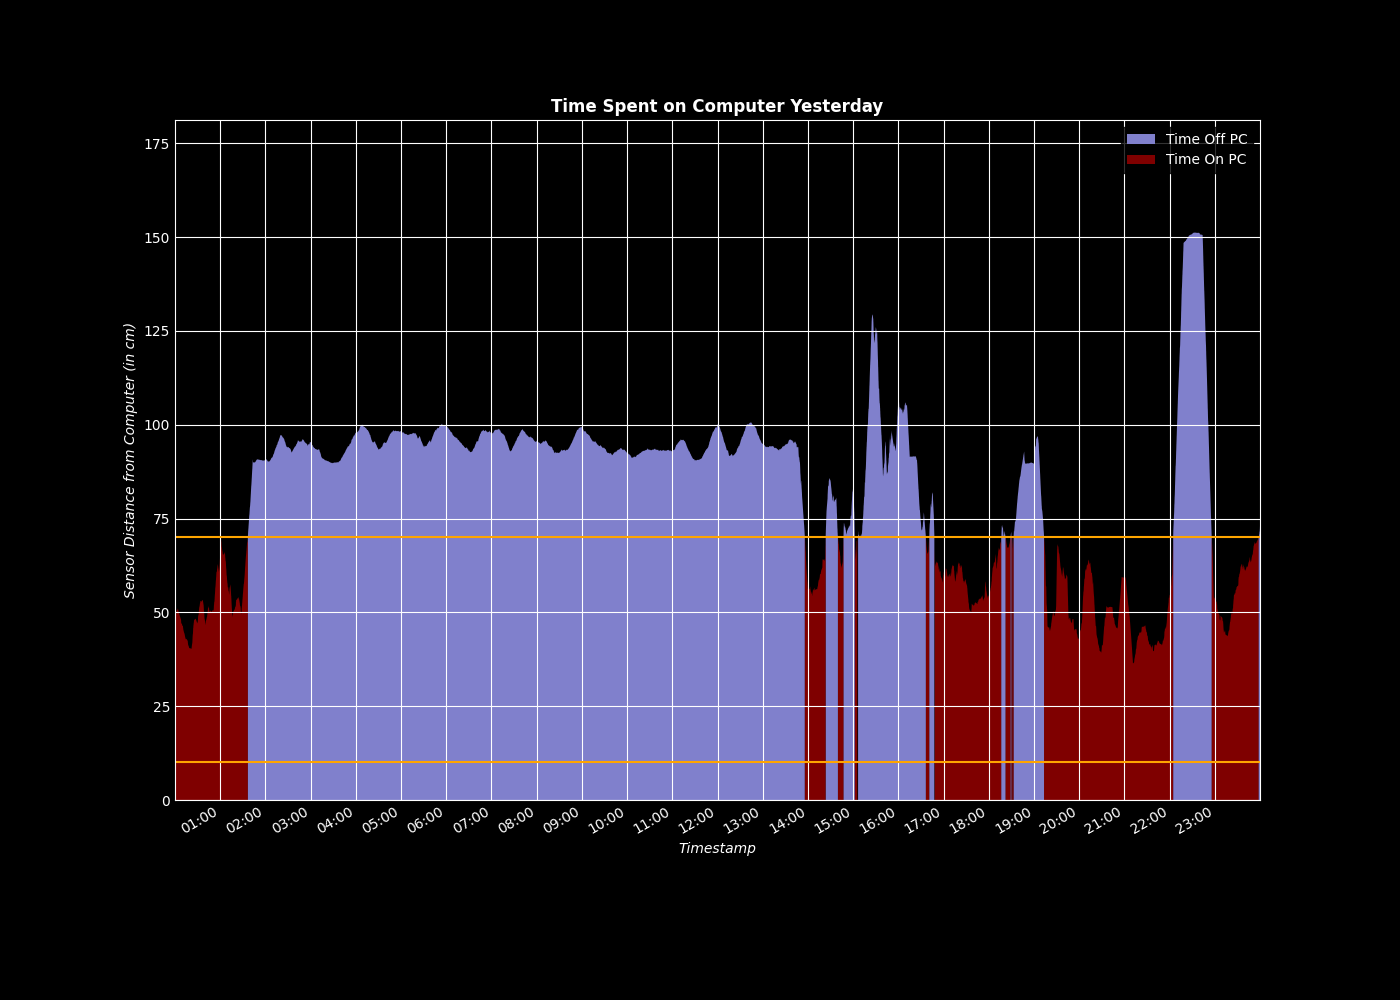 Time Spent on Computer Yesterday
Time Off PC
Time On PC
175
150
125
100
75
50
25
0
Sensor Distance from Computer (in cm)
01:00 02:00 03:00 04:00 05:00 06:00 07:00 08:00 09:00 10:00 11:00 12:00 13:00 14:00 15:00 16:00 17:00 18:00 19:00 20:00 21:00 22:00 23:00
Timestamp